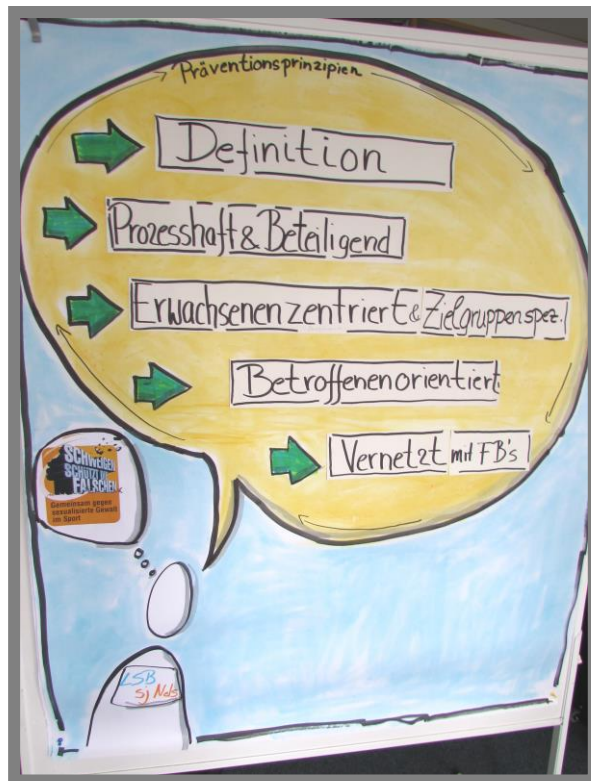 Präventionsprinzipien
Definition
Prozesshaft & Beteiligend
Erwachsenenzentriert & Zielgruppenspez.
Betroffenenorientiert
Vernetzt mit FB's
SCHWEIGEN
SCHÜTZT DIE
FALSCHEN
Gemeinsam gegen
sexualisierte Gewalt
im Sport
LSB
sj Nds